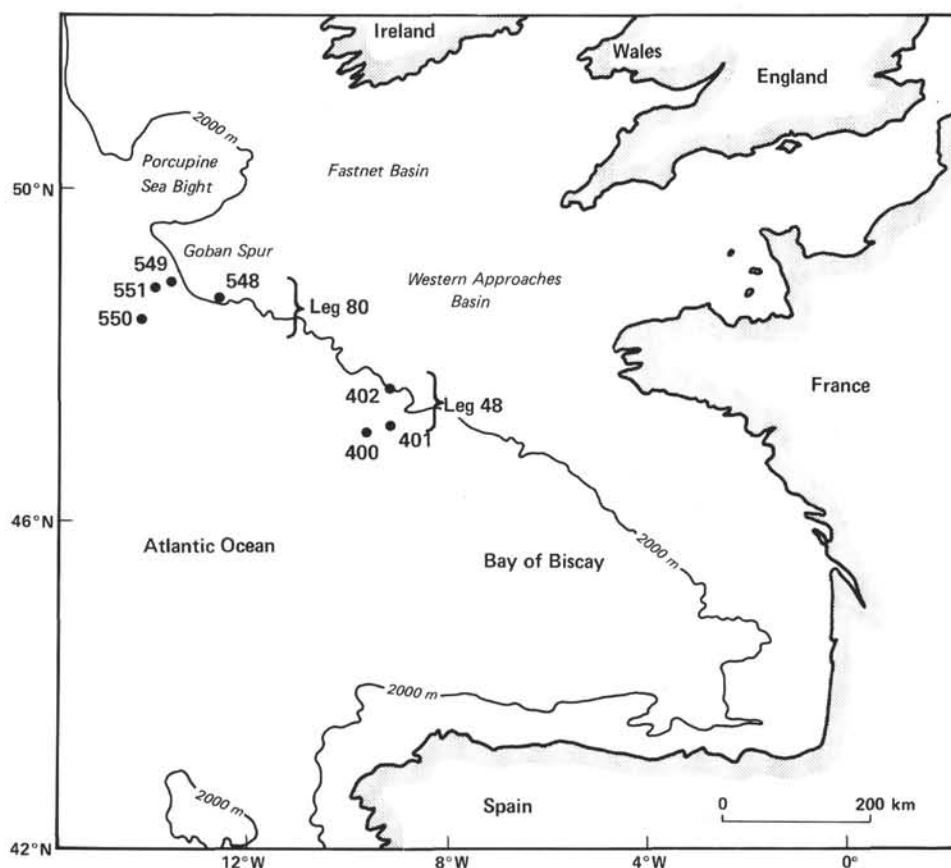 Ireland
Wales
England
2000 m
Porcupine
Sea Bight
Fastnet Basin
50°N
Goban Spur
549
548
551
Western Approaches
Basin
Leg 80
550
402
France
Leg 48
401
400
46°N
Atlantic Ocean
Bay of Biscay
2000 m
2000 m
2000 m
Spain
0 200 km
42°N
12°W 8°W 4°W 0°